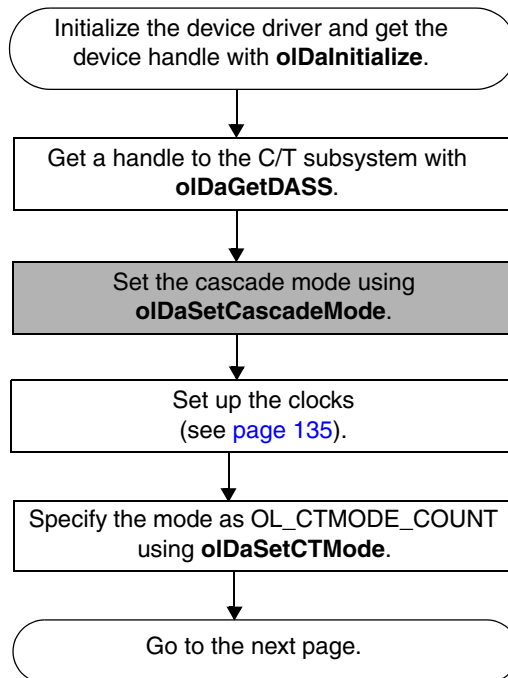 Initialize the device driver and get the
device handle with olDaInitialize.
Get a handle to the C/T subsystem with
olDaGetDASS.
Set the cascade mode using
olDaSetCascadeMode.
Set up the clocks
(see page 135).
Specify the mode as OL_CTMODE_COUNT
using olDaSetCTMode.
Go to the next page.